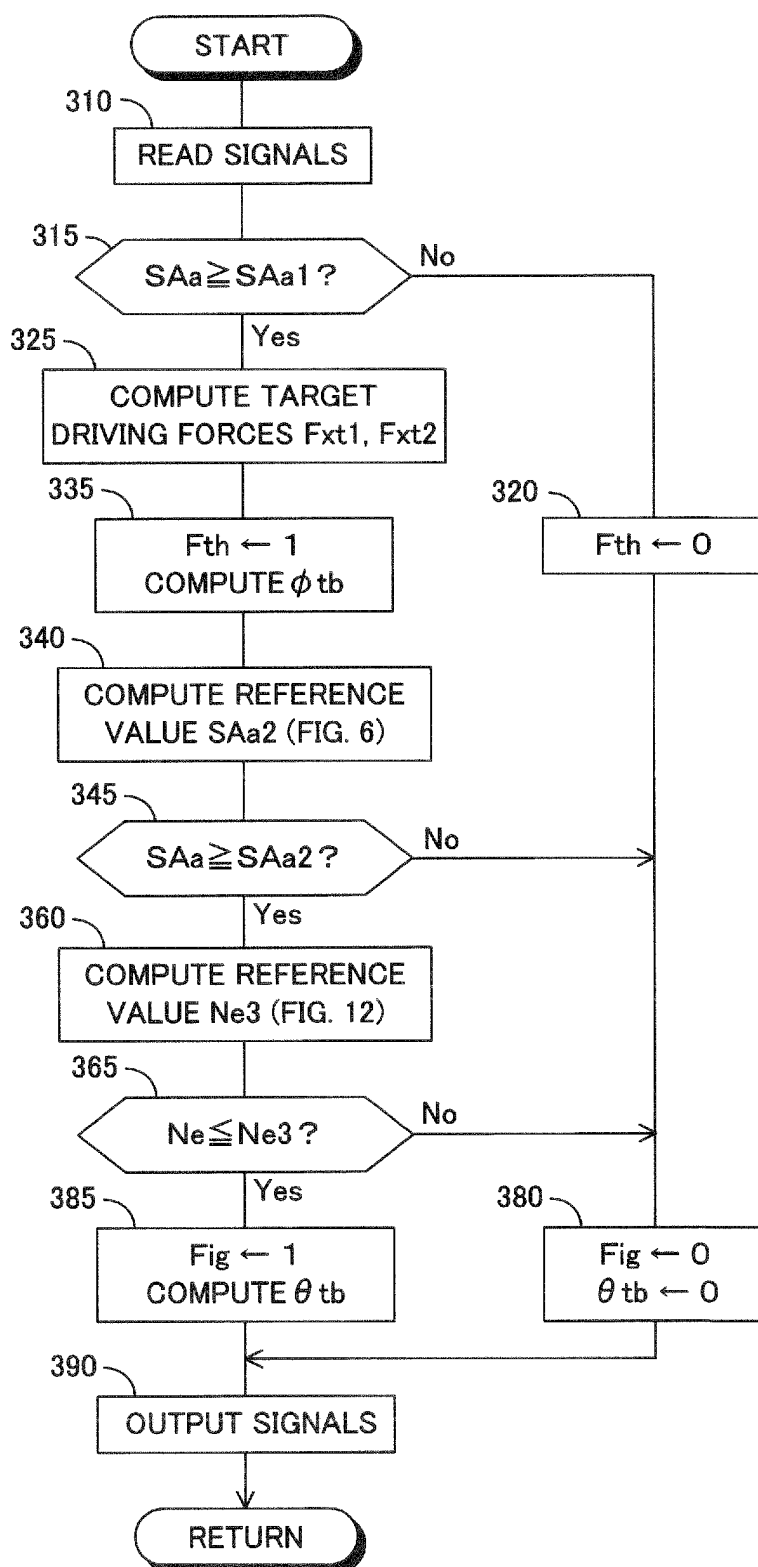 START
310
READ SIGNALS
315
SAa≧SAa1?
No
Yes
325
COMPUTE TARGET
DRIVING FORCES Fxt1, Fxt2
335
Fth ← 1
COMPUTE ϕtb
320
Fth ← 0
340
COMPUTE REFERENCE
VALUE SAa2 (FIG. 6)
345
SAa≧SAa2?
No
Yes
360
COMPUTE REFERENCE
VALUE Ne3 (FIG. 12)
365
Ne≦Ne3?
No
Yes
385
Fig ← 1
COMPUTE θtb
380
Fig ← 0
θtb ← 0
390
OUTPUT SIGNALS
RETURN